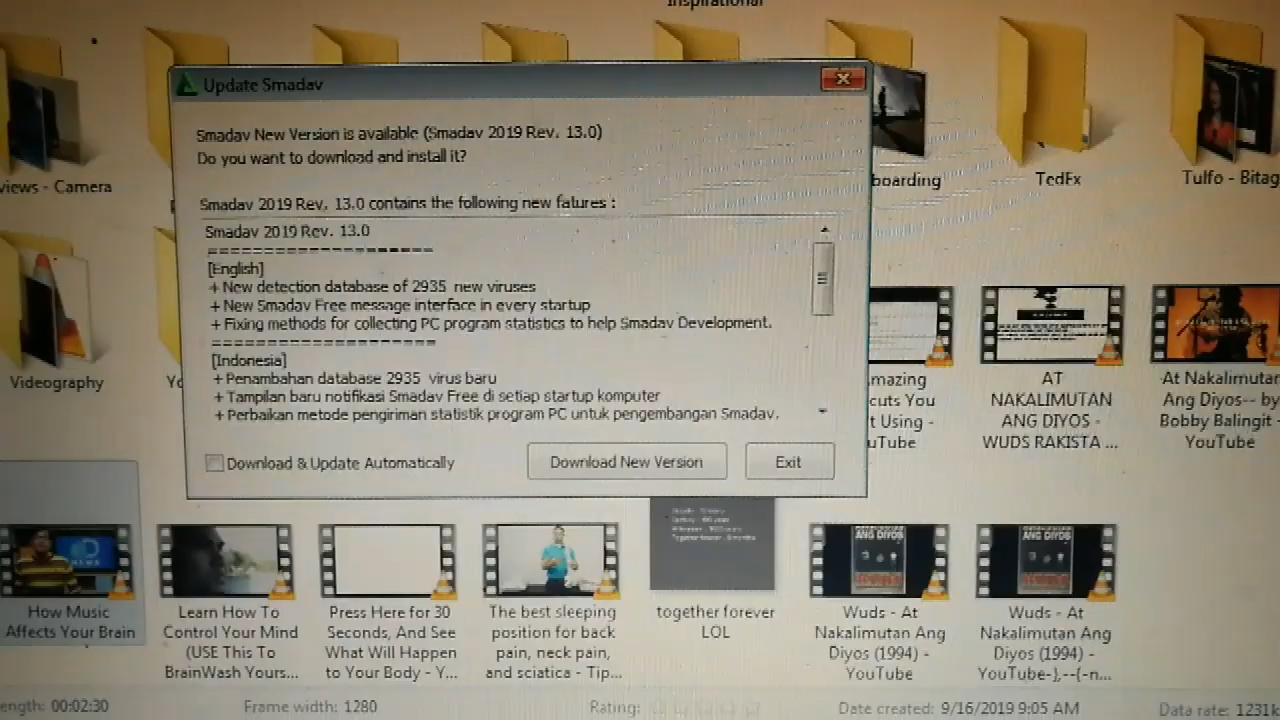 Inspirational
Update Smadav
Smadav New Version is available (Smadav 2019 Rev. 13.0)
Do you want to download and install it?
Smadav 2019 Rev. 13.0 contains the following new fatures :
Smadav 2019 Rev. 13.0
====================
[English]
+ New detection database of 2935 new viruses
+ New Smadav Free message interface in every startup
+ Fixing methods for collecting PC program statistics to help Smadav Development.
====================
[Indonesia]
+ Penambahan database 2935 virus baru
+ Tampilan baru notifikasi Smadav Free di setiap startup komputer
+ Perbaikan metode pengiriman statistik program PC untuk pengembangan Smadav.
Download & Update Automatically
Download New Version
Exit
views - Camera
boarding
TedEx
Tulfo - Bitag
Videography
mazing
cuts You
t Using -
uTube
AT
NAKALIMUTAN
ANG DIYOS -
WUDS RAKISTA ...
At Nakalimutan
Ang Diyos-- by
Bobby Balingit -
YouTube
How Music
Affects Your Brain
Learn How To
Control Your Mind
(USE This To
BrainWash Yours...
Press Here for 30
Seconds, And See
What Will Happen
to Your Body - Y...
The best sleeping
position for back
pain, neck pain,
and sciatica - Tip...
together forever
LOL
ANG DIYOS
Wuds - At
Nakalimutan Ang
Diyos (1994) -
YouTube
ANG DIYOS
Wuds - At
Nakalimutan Ang
Diyos (1994) -
YouTube-},--{-n...
ength: 00:02:30
Frame width: 1280
Rating:
Date created: 9/16/2019 9:05 AM
Data rate: 1231k